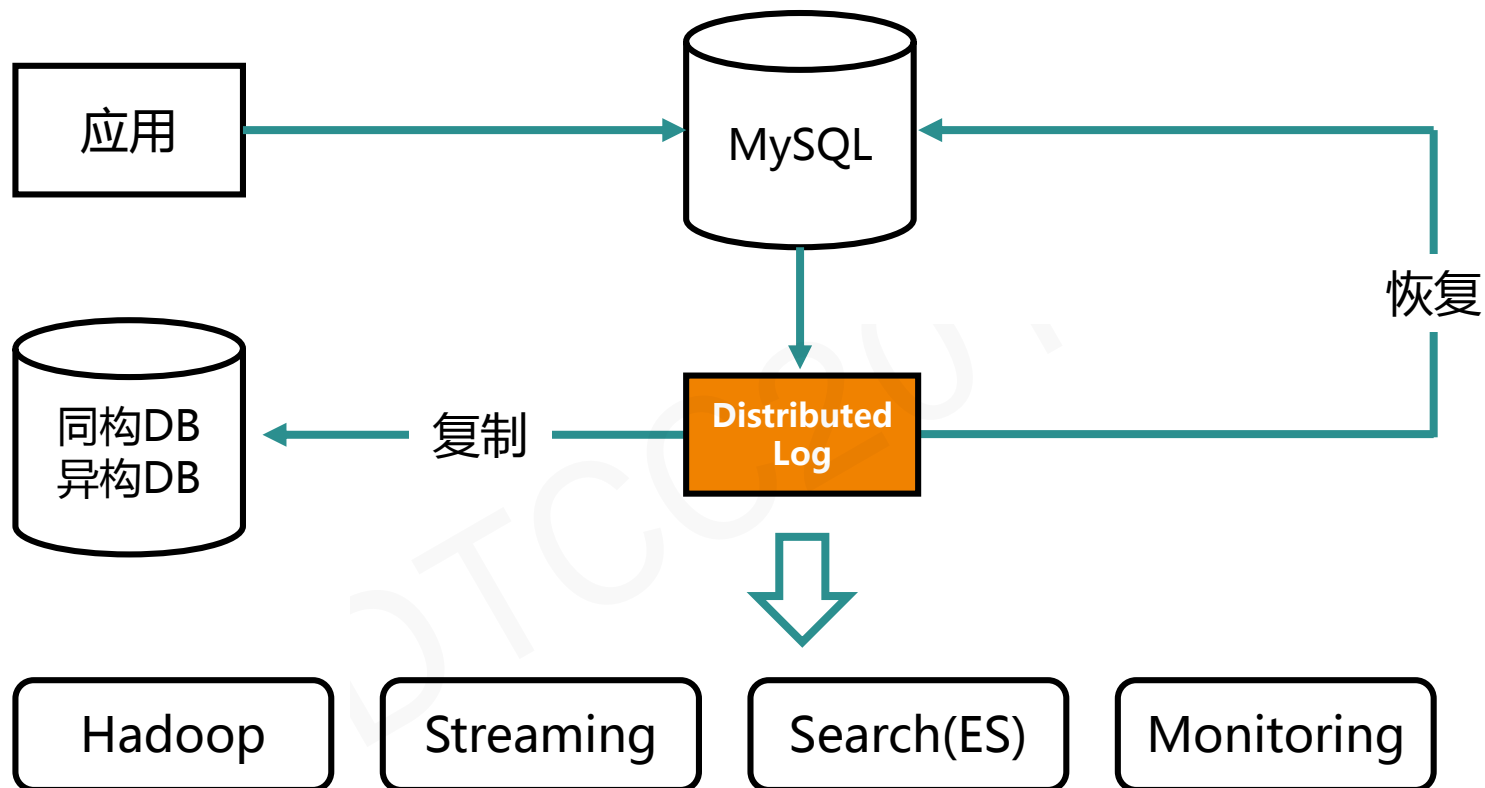 应用
MySQL
恢复
同构DB
异构DB
复制
Distributed
Log
Hadoop
Streaming
Search(ES)
Monitoring